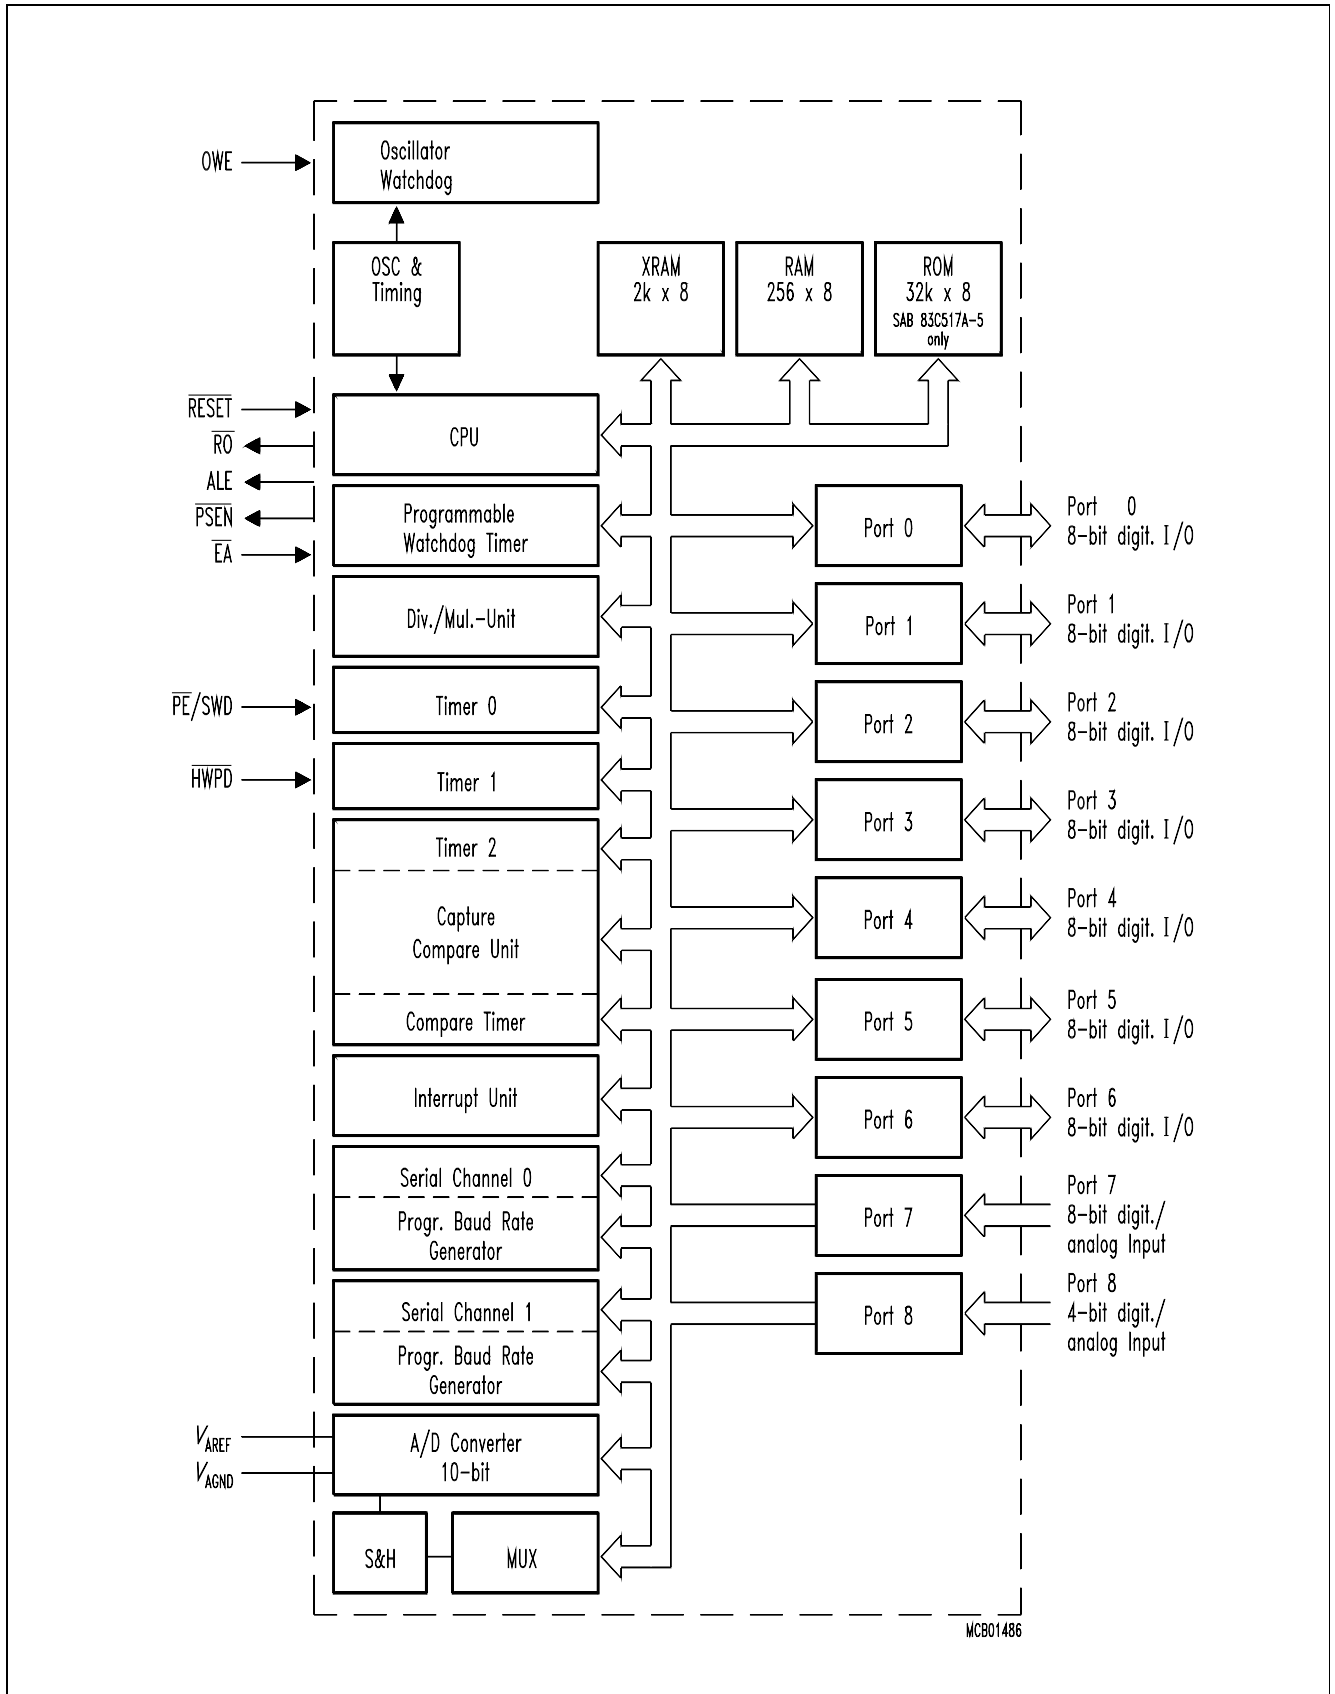 OWE
Oscillator
Watchdog
OSC &
Timing
XRAM
2k x 8
RAM
256 x 8
ROM
32k x 8
SAB 83C517A-5
only
RESET
RO
ALE
PSEN
EA
PE/SWD
HWPD
CPU
Programmable
Watchdog Timer
Div./Mul.-Unit
Timer 0
Timer 1
Timer 2
Capture
Compare Unit
Compare Timer
Interrupt Unit
Serial Channel 0
Progr. Baud Rate
Generator
Serial Channel 1
Progr. Baud Rate
Generator
VAREF
VAGND
A/D Converter
10-bit
S&H
MUX
Port 0
Port 0
8-bit digit. I/O
Port 1
Port 1
8-bit digit. I/O
Port 2
Port 2
8-bit digit. I/O
Port 3
Port 3
8-bit digit. I/O
Port 4
Port 4
8-bit digit. I/O
Port 5
Port 5
8-bit digit. I/O
Port 6
Port 6
8-bit digit. I/O
Port 7
Port 7
8-bit digit./
analog Input
Port 8
Port 8
4-bit digit./
analog Input
MCB01486